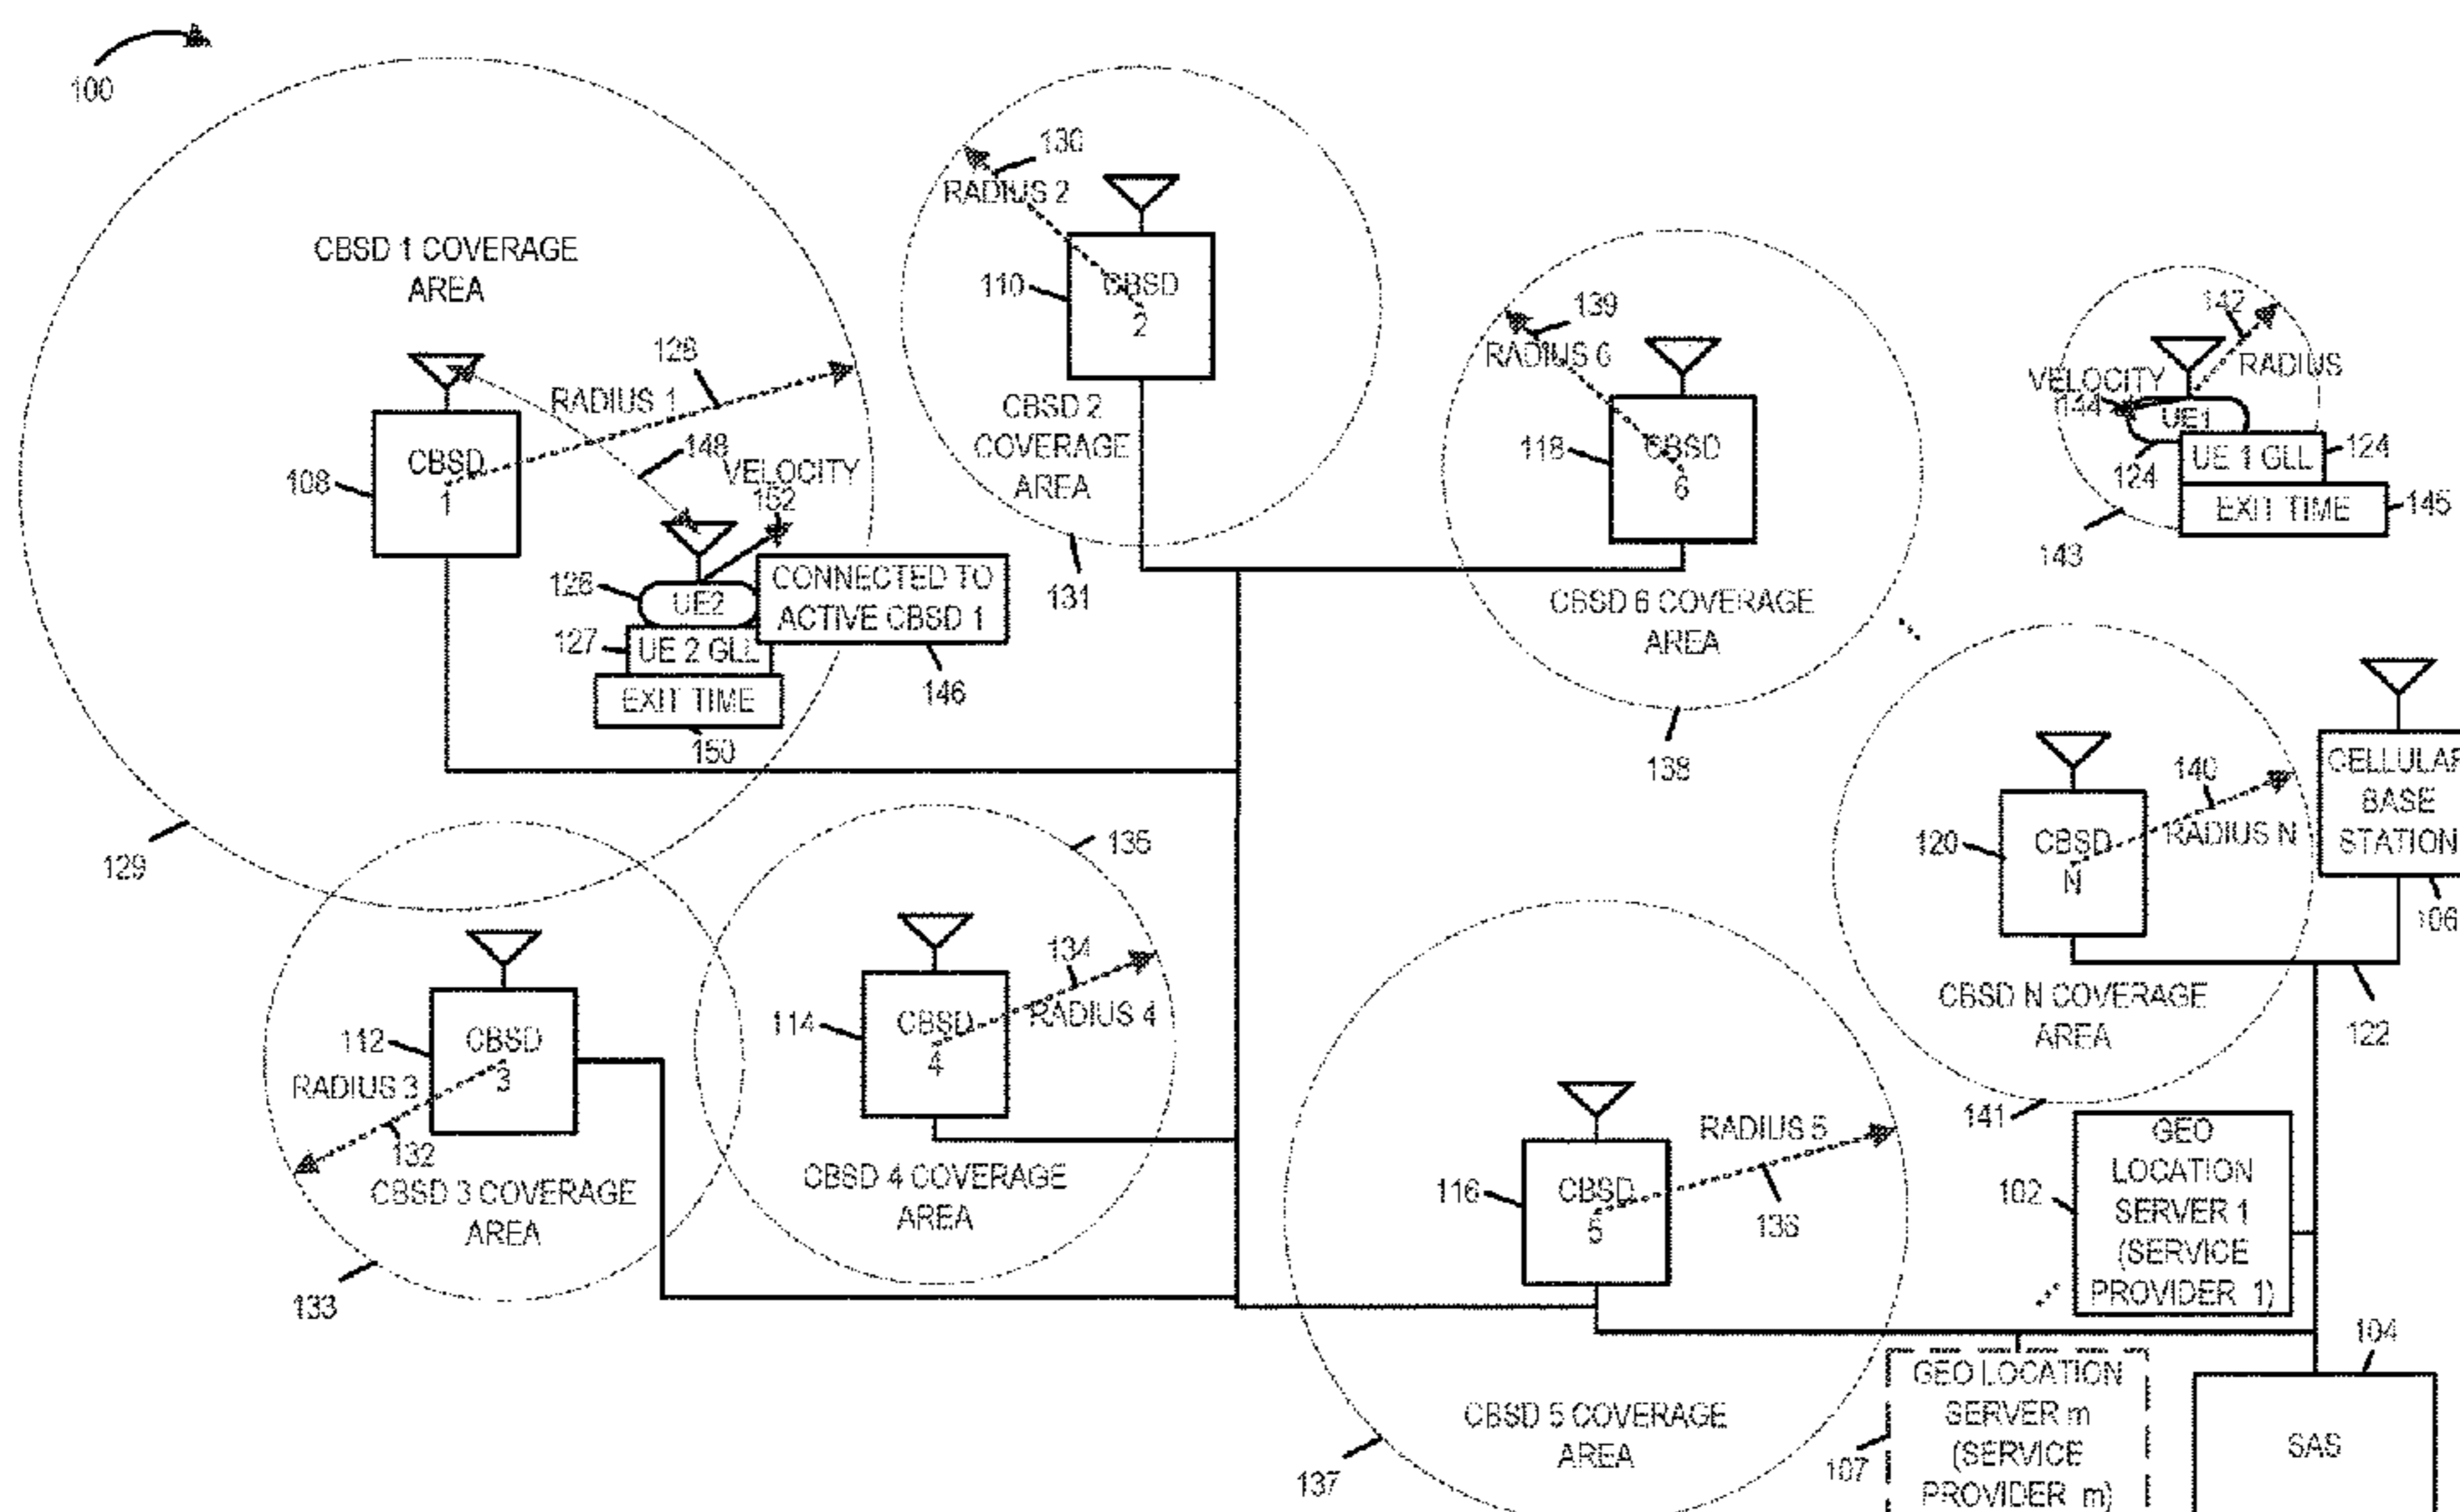 100
CBSD 1 COVERAGE
AREA
128
RADIUS 1
CBSD
1
108
148
VELOCITY
152
126
UE2
CONNECTED TO
ACTIVE CBSD 1
127
UE 2 GLL
146
EXIT TIME
150
129
130
RADIUS 2
110
CBSD
2
CBSD 2
COVERAGE
AREA
131
139
RADIUS 6
118
CBSD
6
CBSD 6 COVERAGE
AREA
138
142
RADIUS
VELOCITY
144
UE1
124
UE 1 GLL
124
EXIT TIME
145
143
CELLULAR
BASE
STATION
106
140
RADIUS N
120
CBSD
N
CBSD N COVERAGE
AREA
122
141
112
CBSD
3
RADIUS 3
132
CBSD 3 COVERAGE
AREA
133
135
134
RADIUS 4
114
CBSD
4
CBSD 4 COVERAGE
AREA
RADIUS 5
116
CBSD
5
136
CBSD 5 COVERAGE
AREA
137
102
GEO
LOCATION
SERVER 1
(SERVICE
PROVIDER 1)
104
GEO LOCATION
SERVER m
(SERVICE
PROVIDER m)
107
SAS